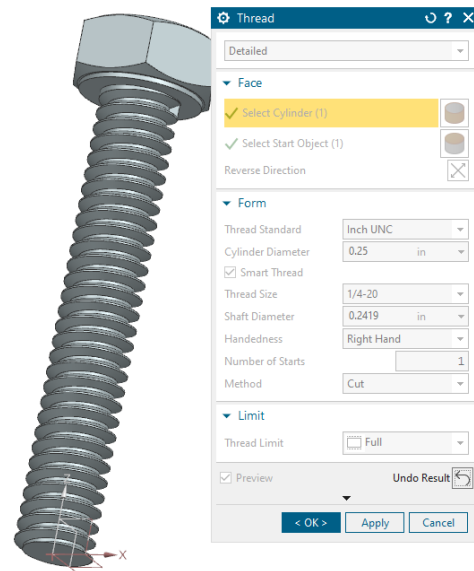 Thread
Detailed
Face
Select Cylinder (1)
Select Start Object (1)
Reverse Direction
Form
Thread Standard Inch UNC
Cylinder Diameter 0.25 in
Smart Thread
Thread Size 1/4-20
Shaft Diameter 0.2419 in
Handedness Right Hand
Number of Starts 1
Method Cut
Limit
Thread Limit Full
Preview Undo Result
< OK > Apply Cancel
X